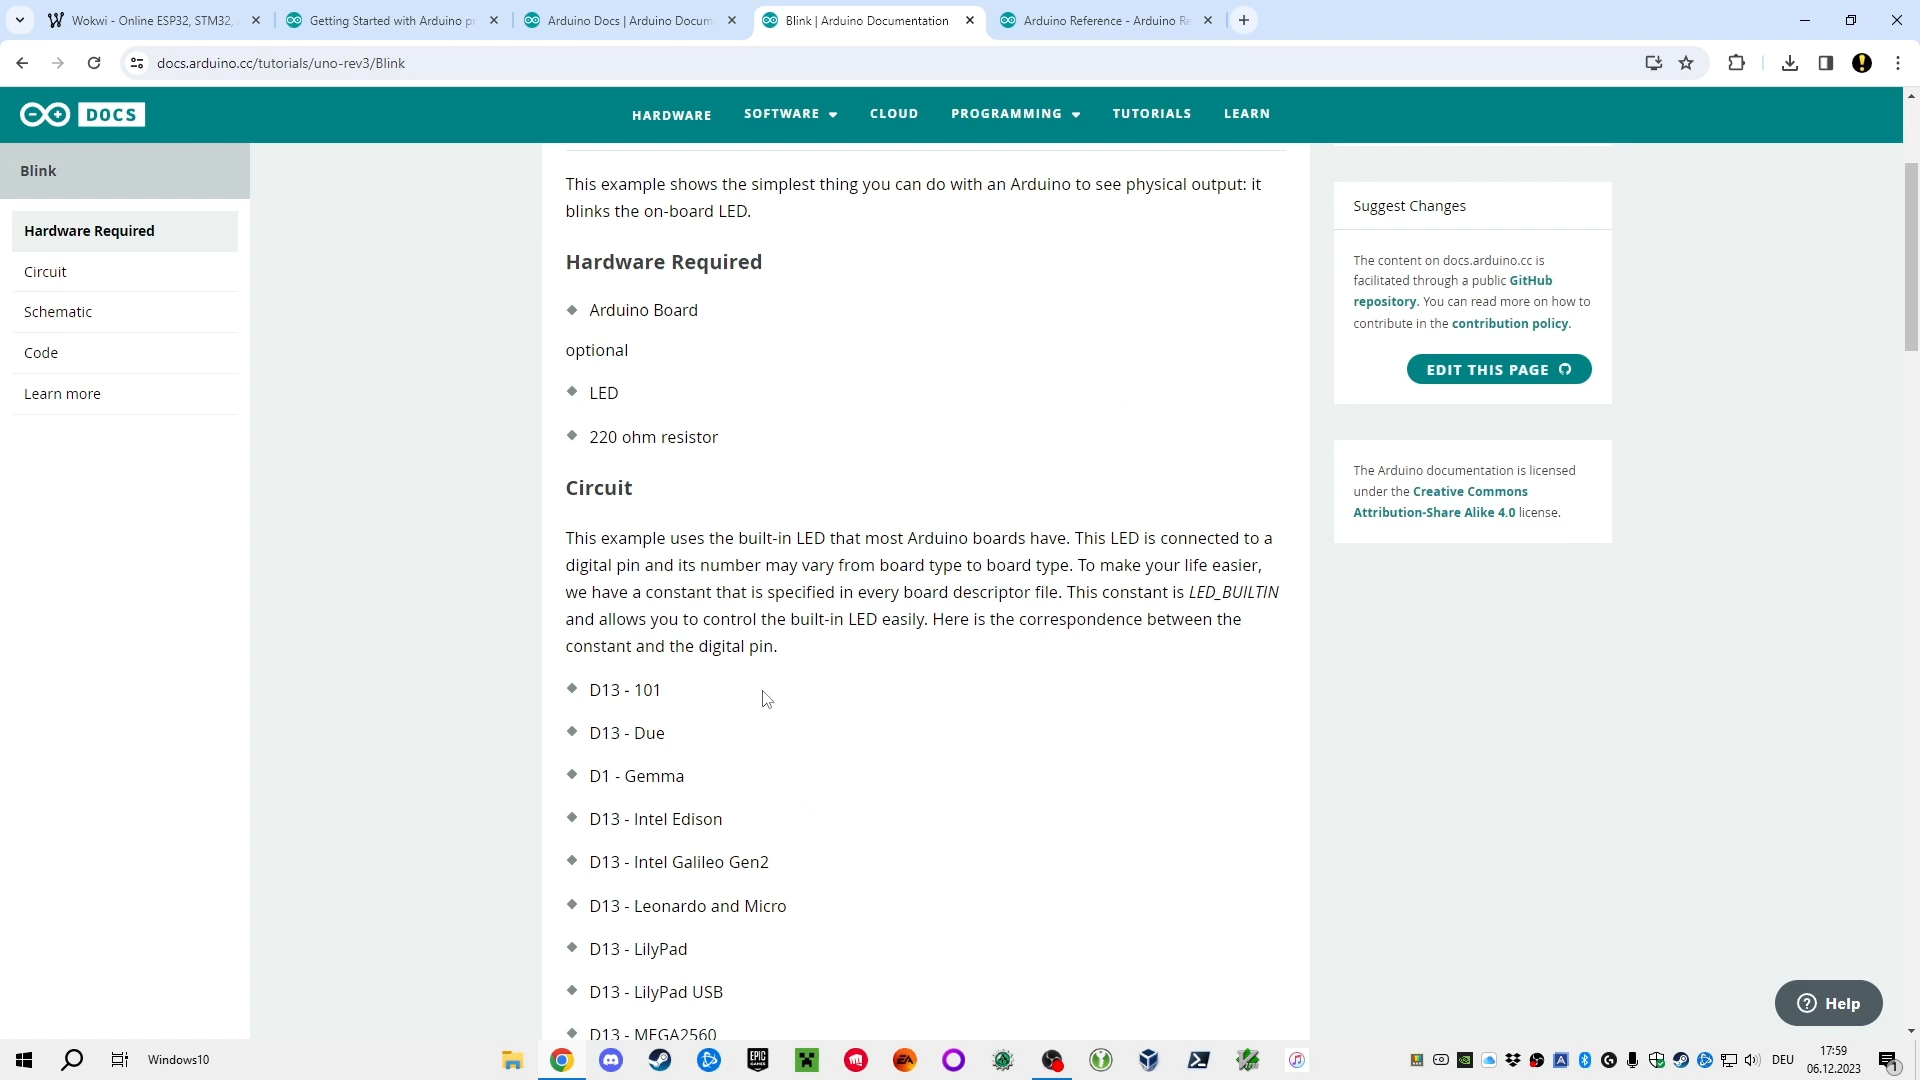 Wokwi - Online ESP32, STM32,
Getting Started with Arduino pr
Arduino Docs | Arduino Docum
Blink | Arduino Documentation
Arduino Reference - Arduino Re
docs.arduino.cc/tutorials/uno-rev3/Blink
DOCS
HARDWARE
SOFTWARE
CLOUD
PROGRAMMING
TUTORIALS
LEARN
Blink
Hardware Required
Circuit
Schematic
Code
Learn more
This example shows the simplest thing you can do with an Arduino to see physical output: it
blinks the on-board LED.
Hardware Required
Arduino Board
optional
LED
220 ohm resistor
Circuit
This example uses the built-in LED that most Arduino boards have. This LED is connected to a
digital pin and its number may vary from board type to board type. To make your life easier,
we have a constant that is specified in every board descriptor file. This constant is LED_BUILTIN
and allows you to control the built-in LED easily. Here is the correspondence between the
constant and the digital pin.
D13 - 101
D13 - Due
D1 - Gemma
D13 - Intel Edison
D13 - Intel Galileo Gen2
D13 - Leonardo and Micro
D13 - LilyPad
D13 - LilyPad USB
D13 - MEGA2560
Suggest Changes
The content on docs.arduino.cc is
facilitated through a public GitHub
repository. You can read more on how to
contribute in the contribution policy.
EDIT THIS PAGE
The Arduino documentation is licensed
under the Creative Commons
Attribution-Share Alike 4.0 license.
Help
Windows10
EPIC
GAMES
EA
DEU
17:59
06.12.2023
1